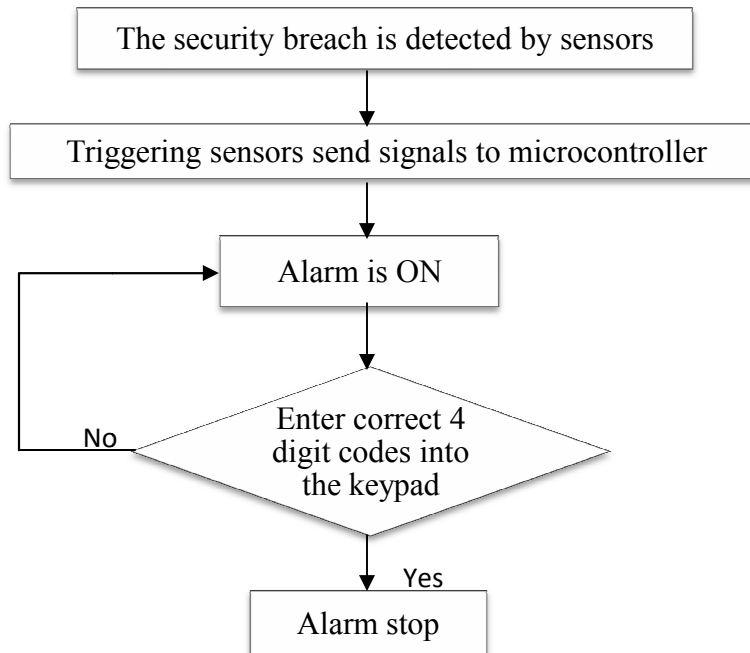 The security breach is detected by sensors
Triggering sensors send signals to microcontroller
Alarm is ON
Enter correct 4
digit codes into
the keypad
No
Yes
Alarm stop